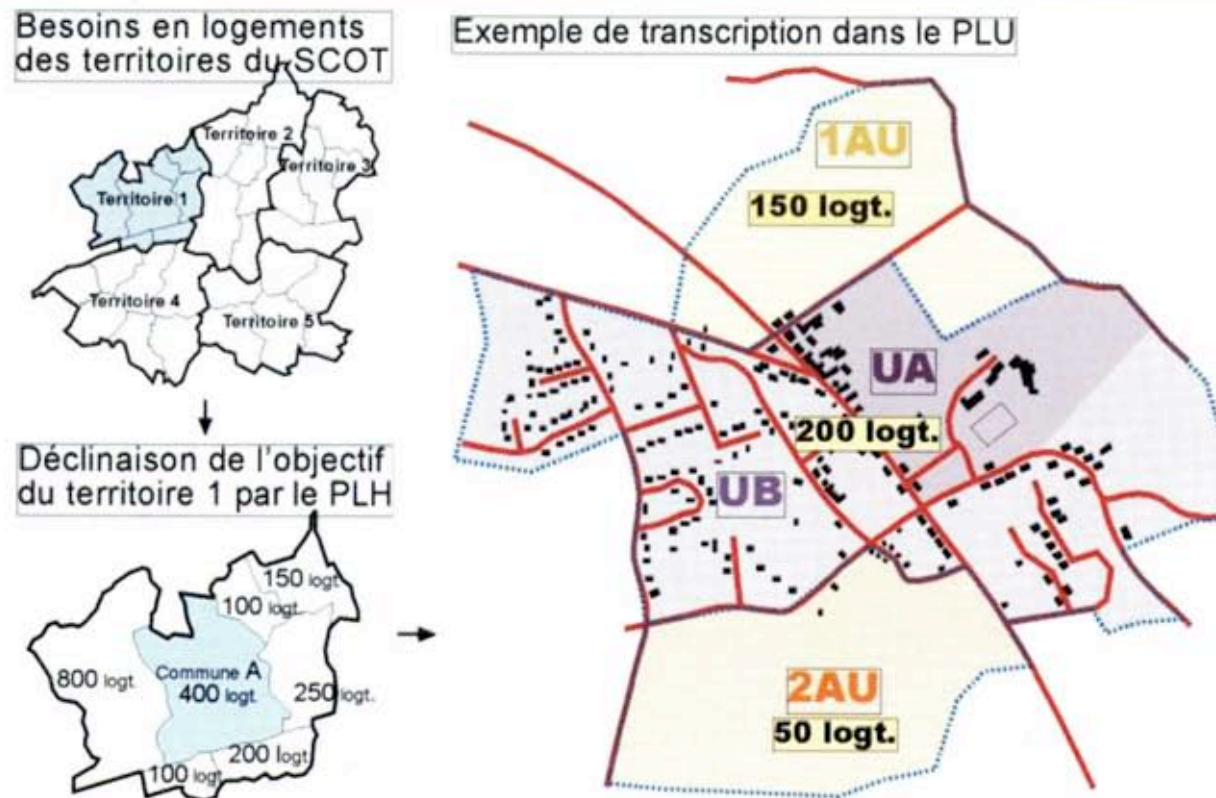 Besoins en logements
des territoires du SCOT
Territoire 2
Territoire 3
Territoire 1
Territoire 4
Territoire 5
Déclinaison de l'objectif
du territoire 1 par le PLH
150 logt.
100 logt.
800 logt.
Commune A
400 logt.
250 logt.
200 logt.
100 logt.
Exemple de transcription dans le PLU
1AU
150 logt.
UA
200 logt.
UB
2AU
50 logt.